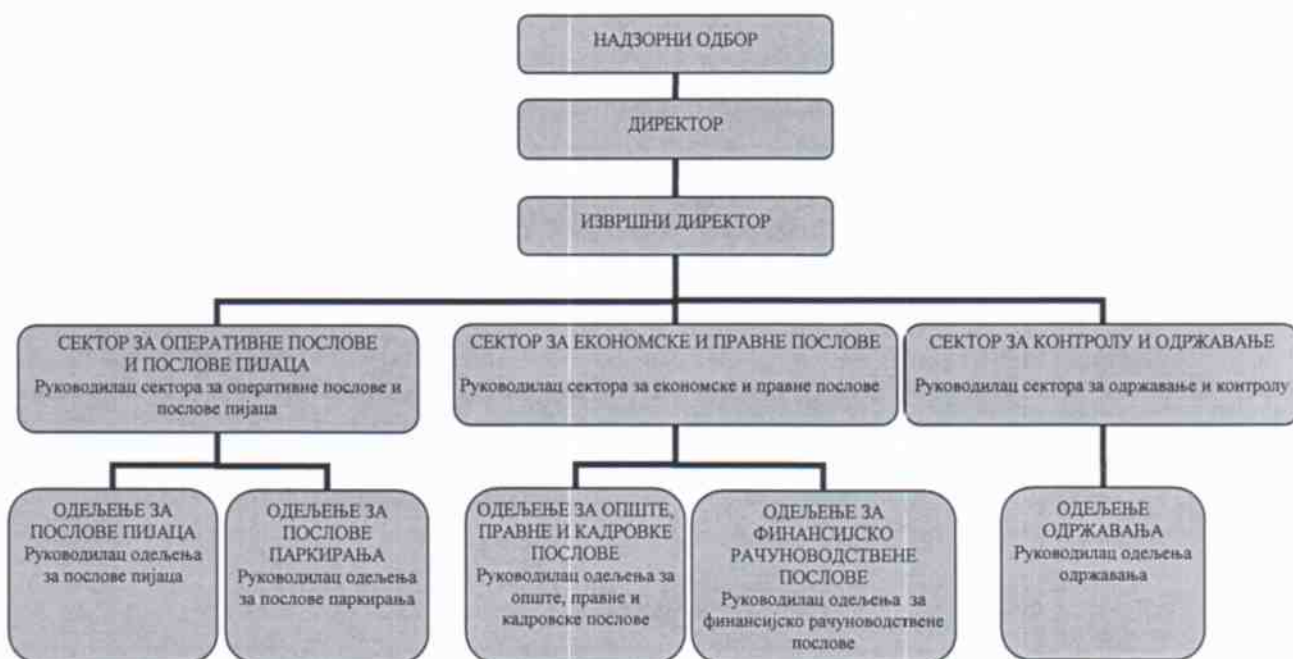 НАДЗОРНИ ОДБОР
ДИРЕКТОР
ИЗВРШНИ ДИРЕКТОР
СЕКТОР ЗА ОПЕРАТИВНЕ ПОСЛОВЕ
И ПОСЛОВЕ ПИЈАЦА
Руководилац сектора за оперативне послове и
послове пијаца
СЕКТОР ЗА ЕКОНОМСКЕ И ПРАВНЕ ПОСЛОВЕ
Руководилац сектора за економске и правне послове
СЕКТОР ЗА КОНТРОЛУ И ОДРЖАВАЊЕ
Руководилац сектора за одржавање и контролу
ОДЕЉЕЊЕ ЗА
ПОСЛОВЕ ПИЈАЦА
Руководилац одељења
за послове пијаца
ОДЕЉЕЊЕ ЗА
ПОСЛОВЕ
ПАРКИРАЊА
Руководилац одељења
за послове паркирања
ОДЕЉЕЊЕ ЗА ОПШТЕ,
ПРАВНЕ И КАДРОВКЕ
ПОСЛОВЕ
Руководилац одељења за
опште, правне и
кадровске послове
ОДЕЉЕЊЕ ЗА
ФИНАНСИЈСКО
РАЧУНОВОДСТВЕНЕ
ПОСЛОВЕ
Руководилац одељења за
финансијско рачуноводствене
послове
ОДЕЉЕЊЕ
ОДРЖАВАЊА
Руководилац одељења
одржавања